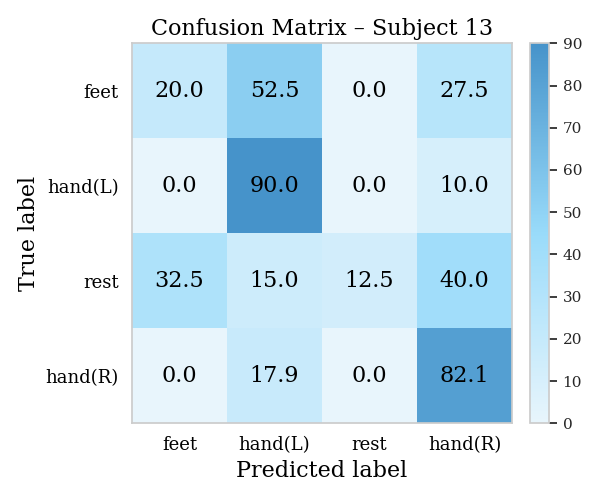 Confusion Matrix – Subject 13
feet 20.0 52.5 0.0 27.5
hand(L) 0.0 90.0 0.0 10.0
rest 32.5 15.0 12.5 40.0
hand(R) 0.0 17.9 0.0 82.1
feet hand(L) rest hand(R)
Predicted label
True label
90
80
70
60
50
40
30
20
10
0